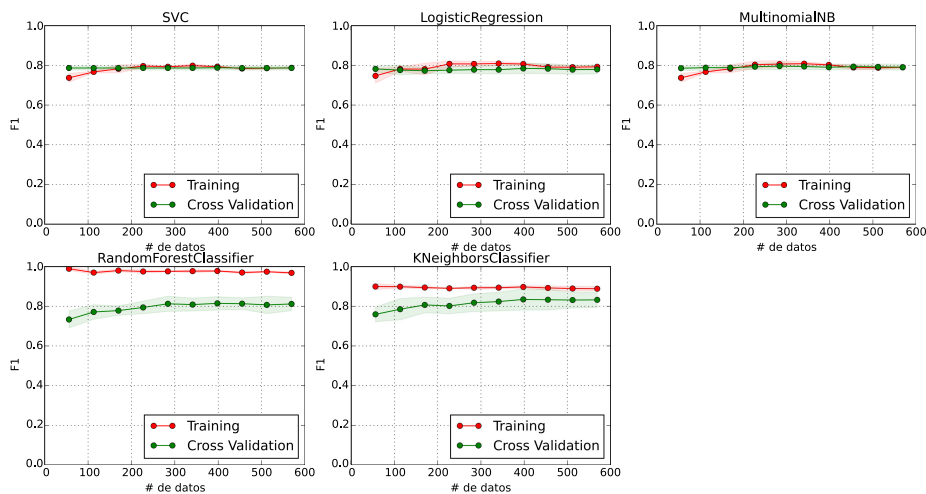 SVC
1.0
0.8
0.6
0.4
0.2
0.0
F1
0 100 200 300 400 500 600
# de datos
Training
Cross Validation
LogisticRegression
1.0
0.8
0.6
0.4
0.2
0.0
F1
0 100 200 300 400 500 600
# de datos
Training
Cross Validation
MultinomialNB
1.0
0.8
0.6
0.4
0.2
0.0
F1
0 100 200 300 400 500 600
# de datos
Training
Cross Validation
RandomForestClassifier
1.0
0.8
0.6
0.4
0.2
0.0
F1
0 100 200 300 400 500 600
# de datos
Training
Cross Validation
KNeighborsClassifier
1.0
0.8
0.6
0.4
0.2
0.0
F1
0 100 200 300 400 500 600
# de datos
Training
Cross Validation